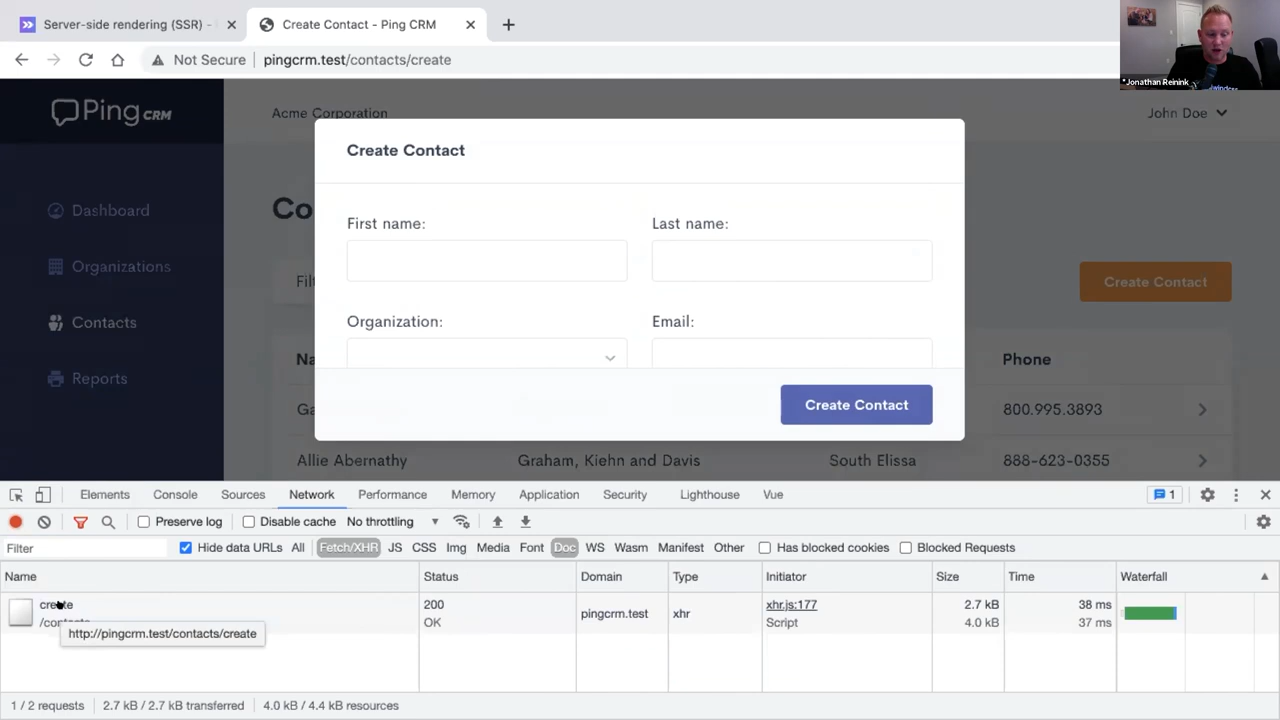 Server-side rendering (SSR) -
Create Contact - Ping CRM
Not Secure
pingcrm.test/contacts/create
*Jonathan Reinink
Ping CRM
Acme Corporation
John Doe
Dashboard
Organizations
Contacts
Reports
Co
Create Contact
First name:
Last name:
Organization:
Email:
Create Contact
Fil
Create Contact
Na
Phone
Ga
800.995.3893
Allie Abernathy
Graham, Kiehn and Davis
South Elissa
888-623-0355
Elements
Console
Sources
Network
Performance
Memory
Application
Security
Lighthouse
Vue
1
Preserve log
Disable cache
No throttling
Filter
Hide data URLs
All
Fetch/XHR
JS
CSS
Img
Media
Font
Doc
WS
Wasm
Manifest
Other
Has blocked cookies
Blocked Requests
Name
Status
Domain
Type
Initiator
Size
Time
Waterfall
create
/contacts
200
OK
pingcrm.test
xhr
xhr.js:177
Script
2.7 kB
4.0 kB
38 ms
37 ms
http://pingcrm.test/contacts/create
1 / 2 requests
2.7 kB / 2.7 kB transferred
4.0 kB / 4.4 kB resources